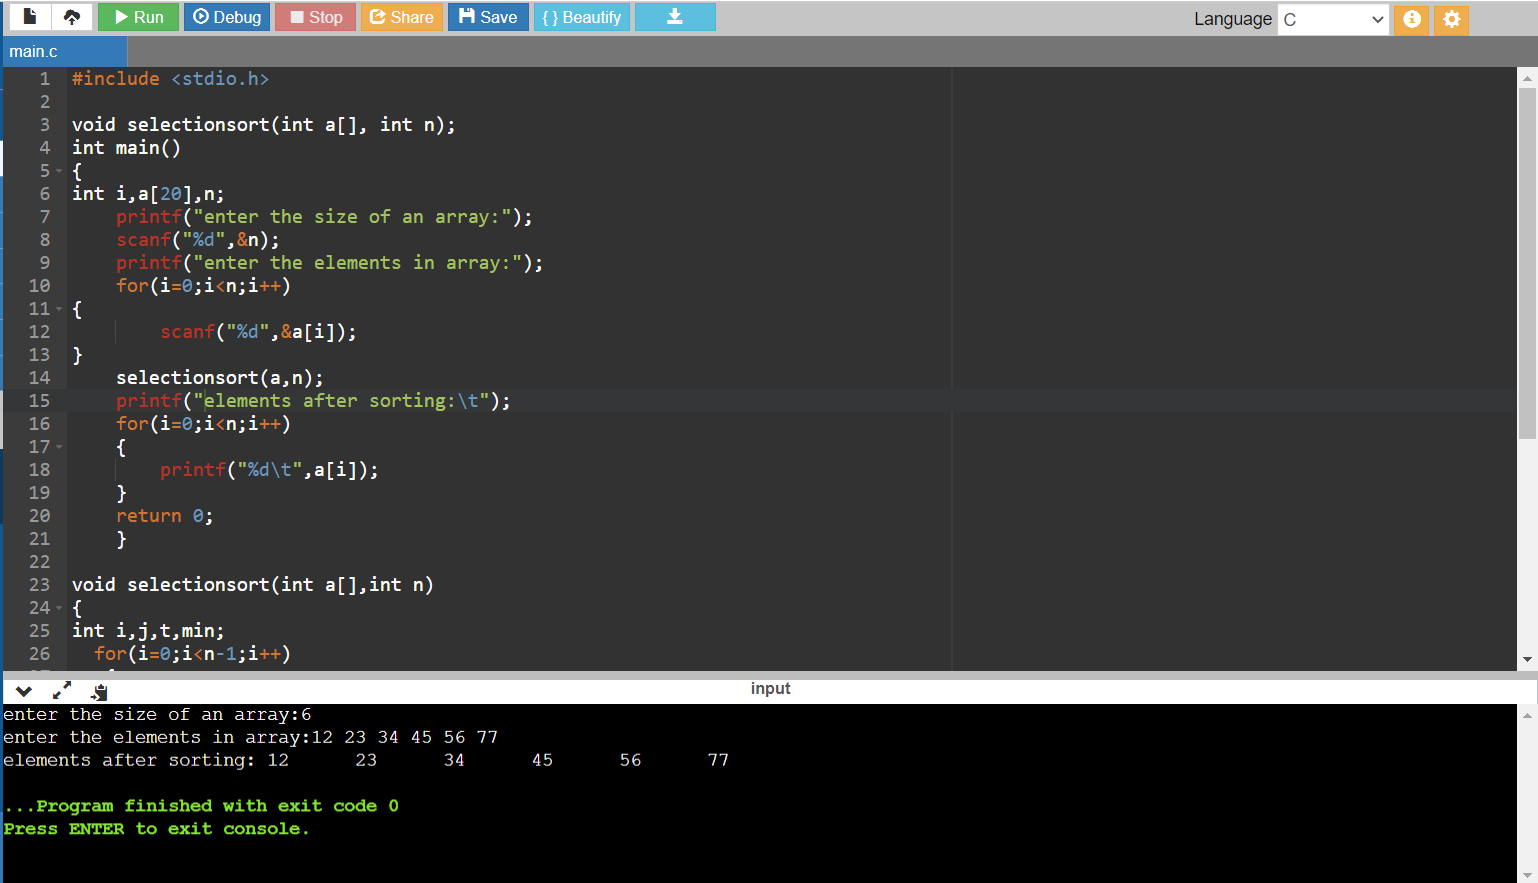 Run Debug Stop Share Save { } Beautify Language C
main.c
1 #include <stdio.h>
2
3 void selectionsort(int a[], int n);
4 int main()
5 {
6 int i,a[20],n;
7     printf("enter the size of an array:");
8     scanf("%d",&n);
9     printf("enter the elements in array:");
10     for(i=0;i<n;i++)
11 {
12         scanf("%d",&a[i]);
13 }
14     selectionsort(a,n);
15     printf("elements after sorting:\t");
16     for(i=0;i<n;i++)
17     {
18         printf("%d\t",a[i]);
19     }
20     return 0;
21     }
22
23 void selectionsort(int a[],int n)
24 {
25 int i,j,t,min;
26   for(i=0;i<n-1;i++)
input
enter the size of an array:6
enter the elements in array:12 23 34 45 56 77
elements after sorting: 12      23      34      45      56      77
...Program finished with exit code 0
Press ENTER to exit console.